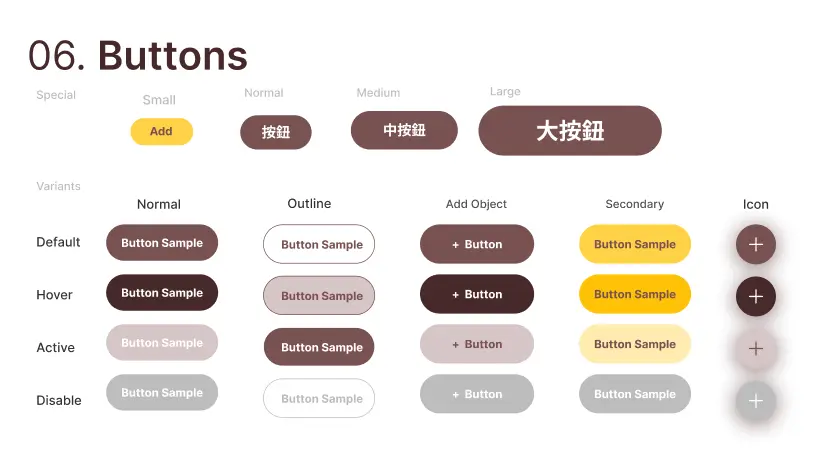 06. Buttons
Special
Small
Normal
Medium
Large
Add
按鈕
中按鈕
大按鈕
Variants
Normal
Outline
Add Object
Secondary
Icon
Default
Button Sample
Button Sample
+ Button
Button Sample
+
Hover
Button Sample
Button Sample
+ Button
Button Sample
+
Active
Button Sample
Button Sample
+ Button
Button Sample
+
Disable
Button Sample
Button Sample
+ Button
Button Sample
+